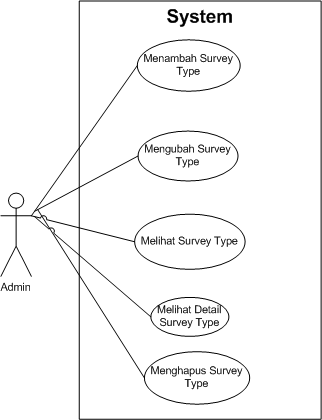 System
Menambah Survey
Type
Mengubah Survey
Type
Melihat Survey Type
Admin
Melihat Detail
Survey Type
Menghapus Survey
Type